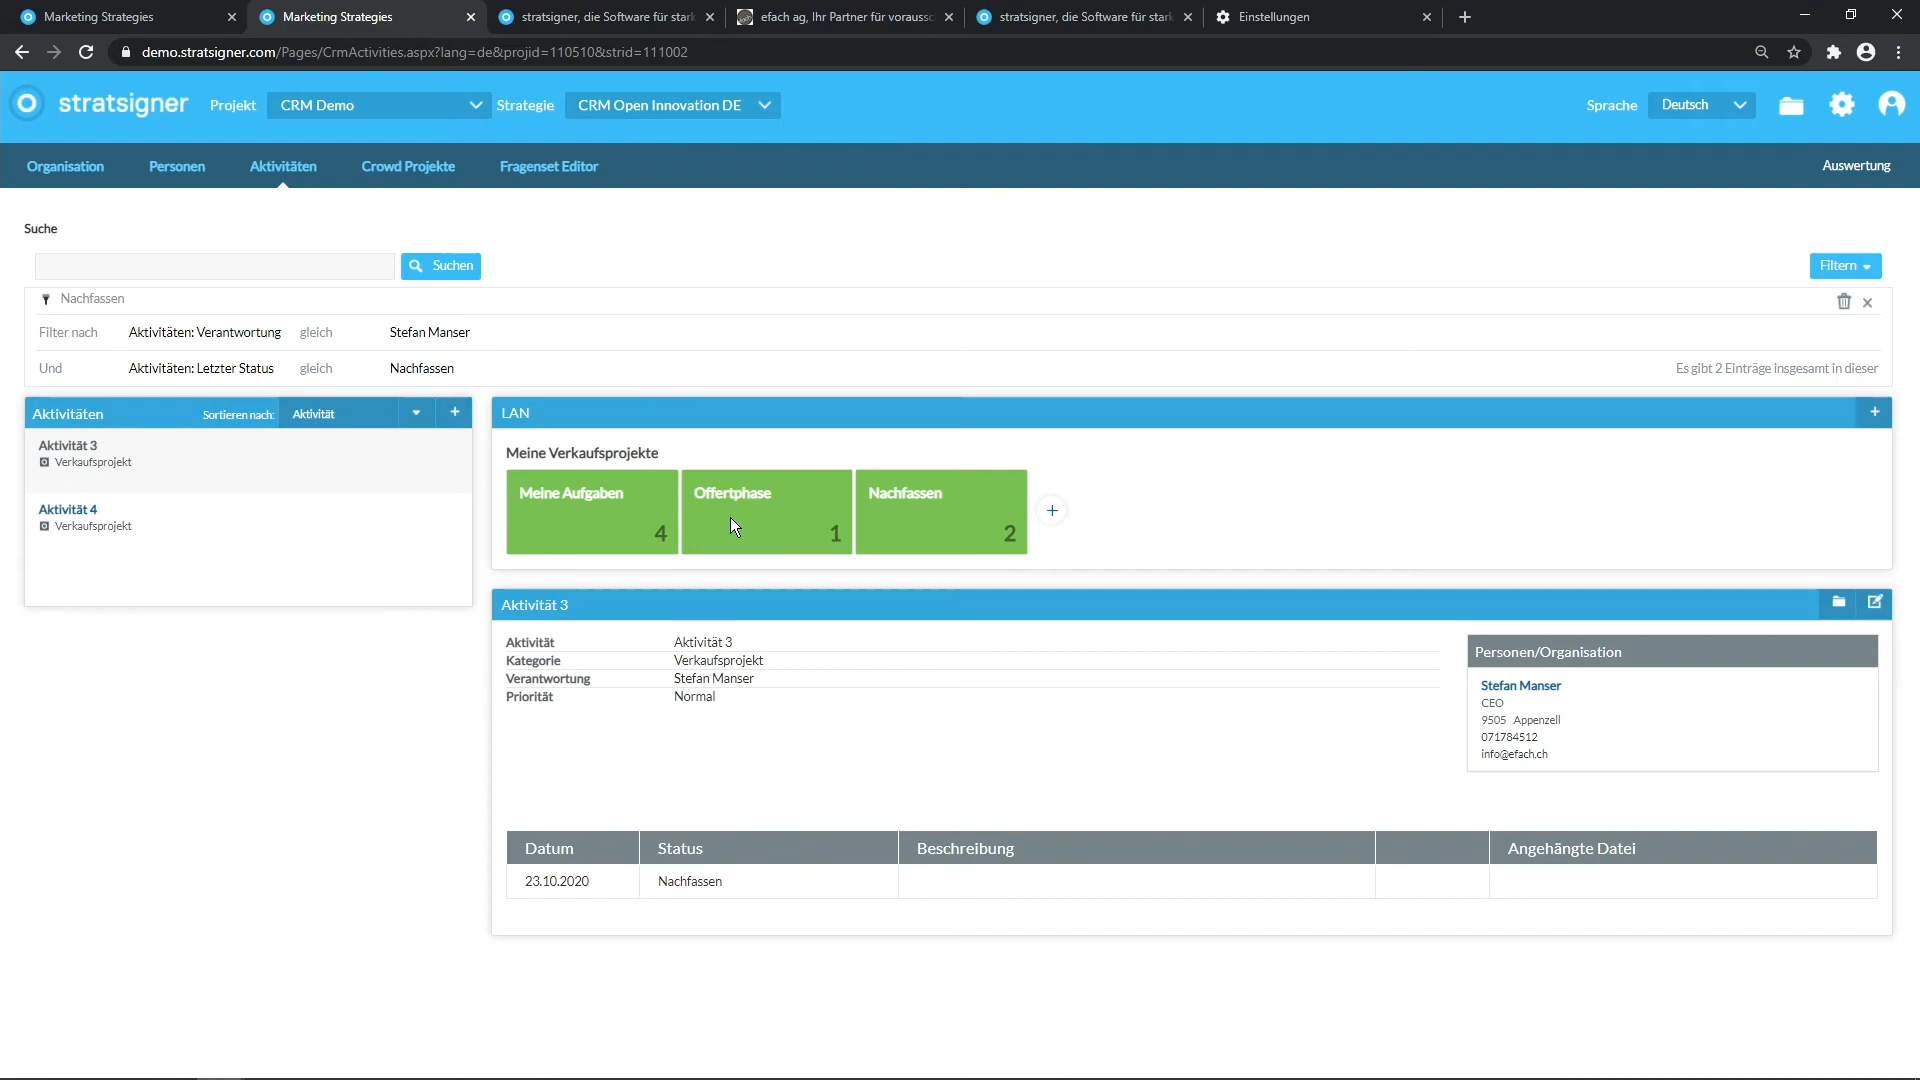 Marketing Strategies
Marketing Strategies
stratsigner, die Software für stark
efach ag, Ihr Partner für voraussc
stratsigner, die Software für stark
Einstellungen
demo.stratsigner.com/Pages/CrmActivities.aspx?lang=de&projid=110510&strid=111002
stratsigner
Projekt
CRM Demo
Strategie
CRM Open Innovation DE
Sprache
Deutsch
Organisation
Personen
Aktivitäten
Crowd Projekte
Fragenset Editor
Auswertung
Suche
Suchen
Filtern
Nachfassen
Filter nach Aktivitäten: Verantwortung gleich Stefan Manser
Und Aktivitäten: Letzter Status gleich Nachfassen
Es gibt 2 Einträge insgesamt in dieser
Aktivitäten
Sortieren nach: Aktivität
Aktivität 3
Verkaufsprojekt
Aktivität 4
Verkaufsprojekt
LAN
Meine Verkaufsprojekte
Meine Aufgaben
4
Offertphase
1
Nachfassen
2
Aktivität 3
Aktivität Aktivität 3
Kategorie Verkaufsprojekt
Verantwortung Stefan Manser
Priorität Normal
Personen/Organisation
Stefan Manser
CEO
9505 Appenzell
071784512
info@efach.ch
Datum Status Beschreibung Angehängte Datei
23.10.2020 Nachfassen